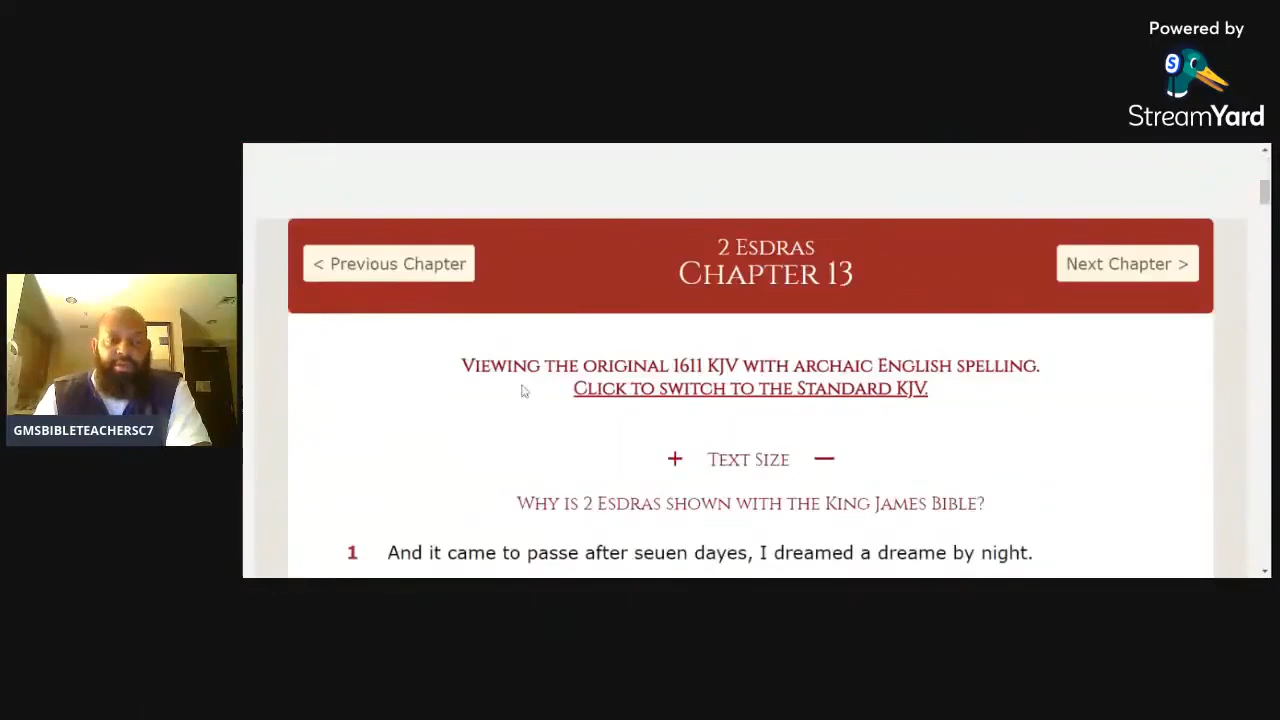 Powered by
S
StreamYard
2 Esdras
< Previous Chapter
Chapter 13
Next Chapter >
Viewing the original 1611 KJV with archaic English spelling.
Click to switch to the Standard KJV.
+ Text Size −
Why is 2 Esdras shown with the King James Bible?
1 And it came to passe after seuen dayes, I dreamed a dreame by night.
GMSBIBLETEACHERSC7